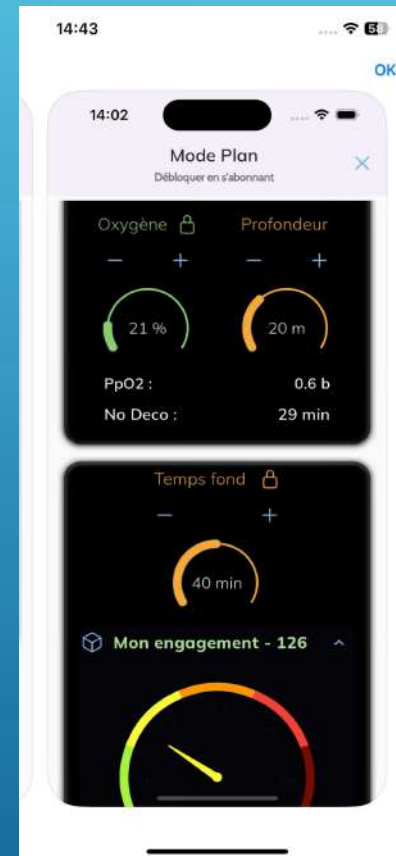 14:43
58
OK
14:02
Mode Plan
Débloquer en s'abonnant
Oxygène Profondeur
21 % 20 m
PpO2 : 0.6 b
No Deco : 29 min
Temps fond
40 min
Mon engagement - 126